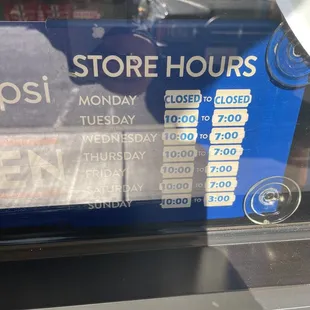 STORE HOURS
psi
MONDAY CLOSED TO CLOSED
TUESDAY 10:00 TO 7:00
WEDNESDAY 10:00 TO 7:00
THURSDAY 10:00 TO 7:00
FRIDAY 10:00 TO 7:00
SATURDAY 10:00 TO 7:00
SUNDAY 10:00 TO 3:00
EN